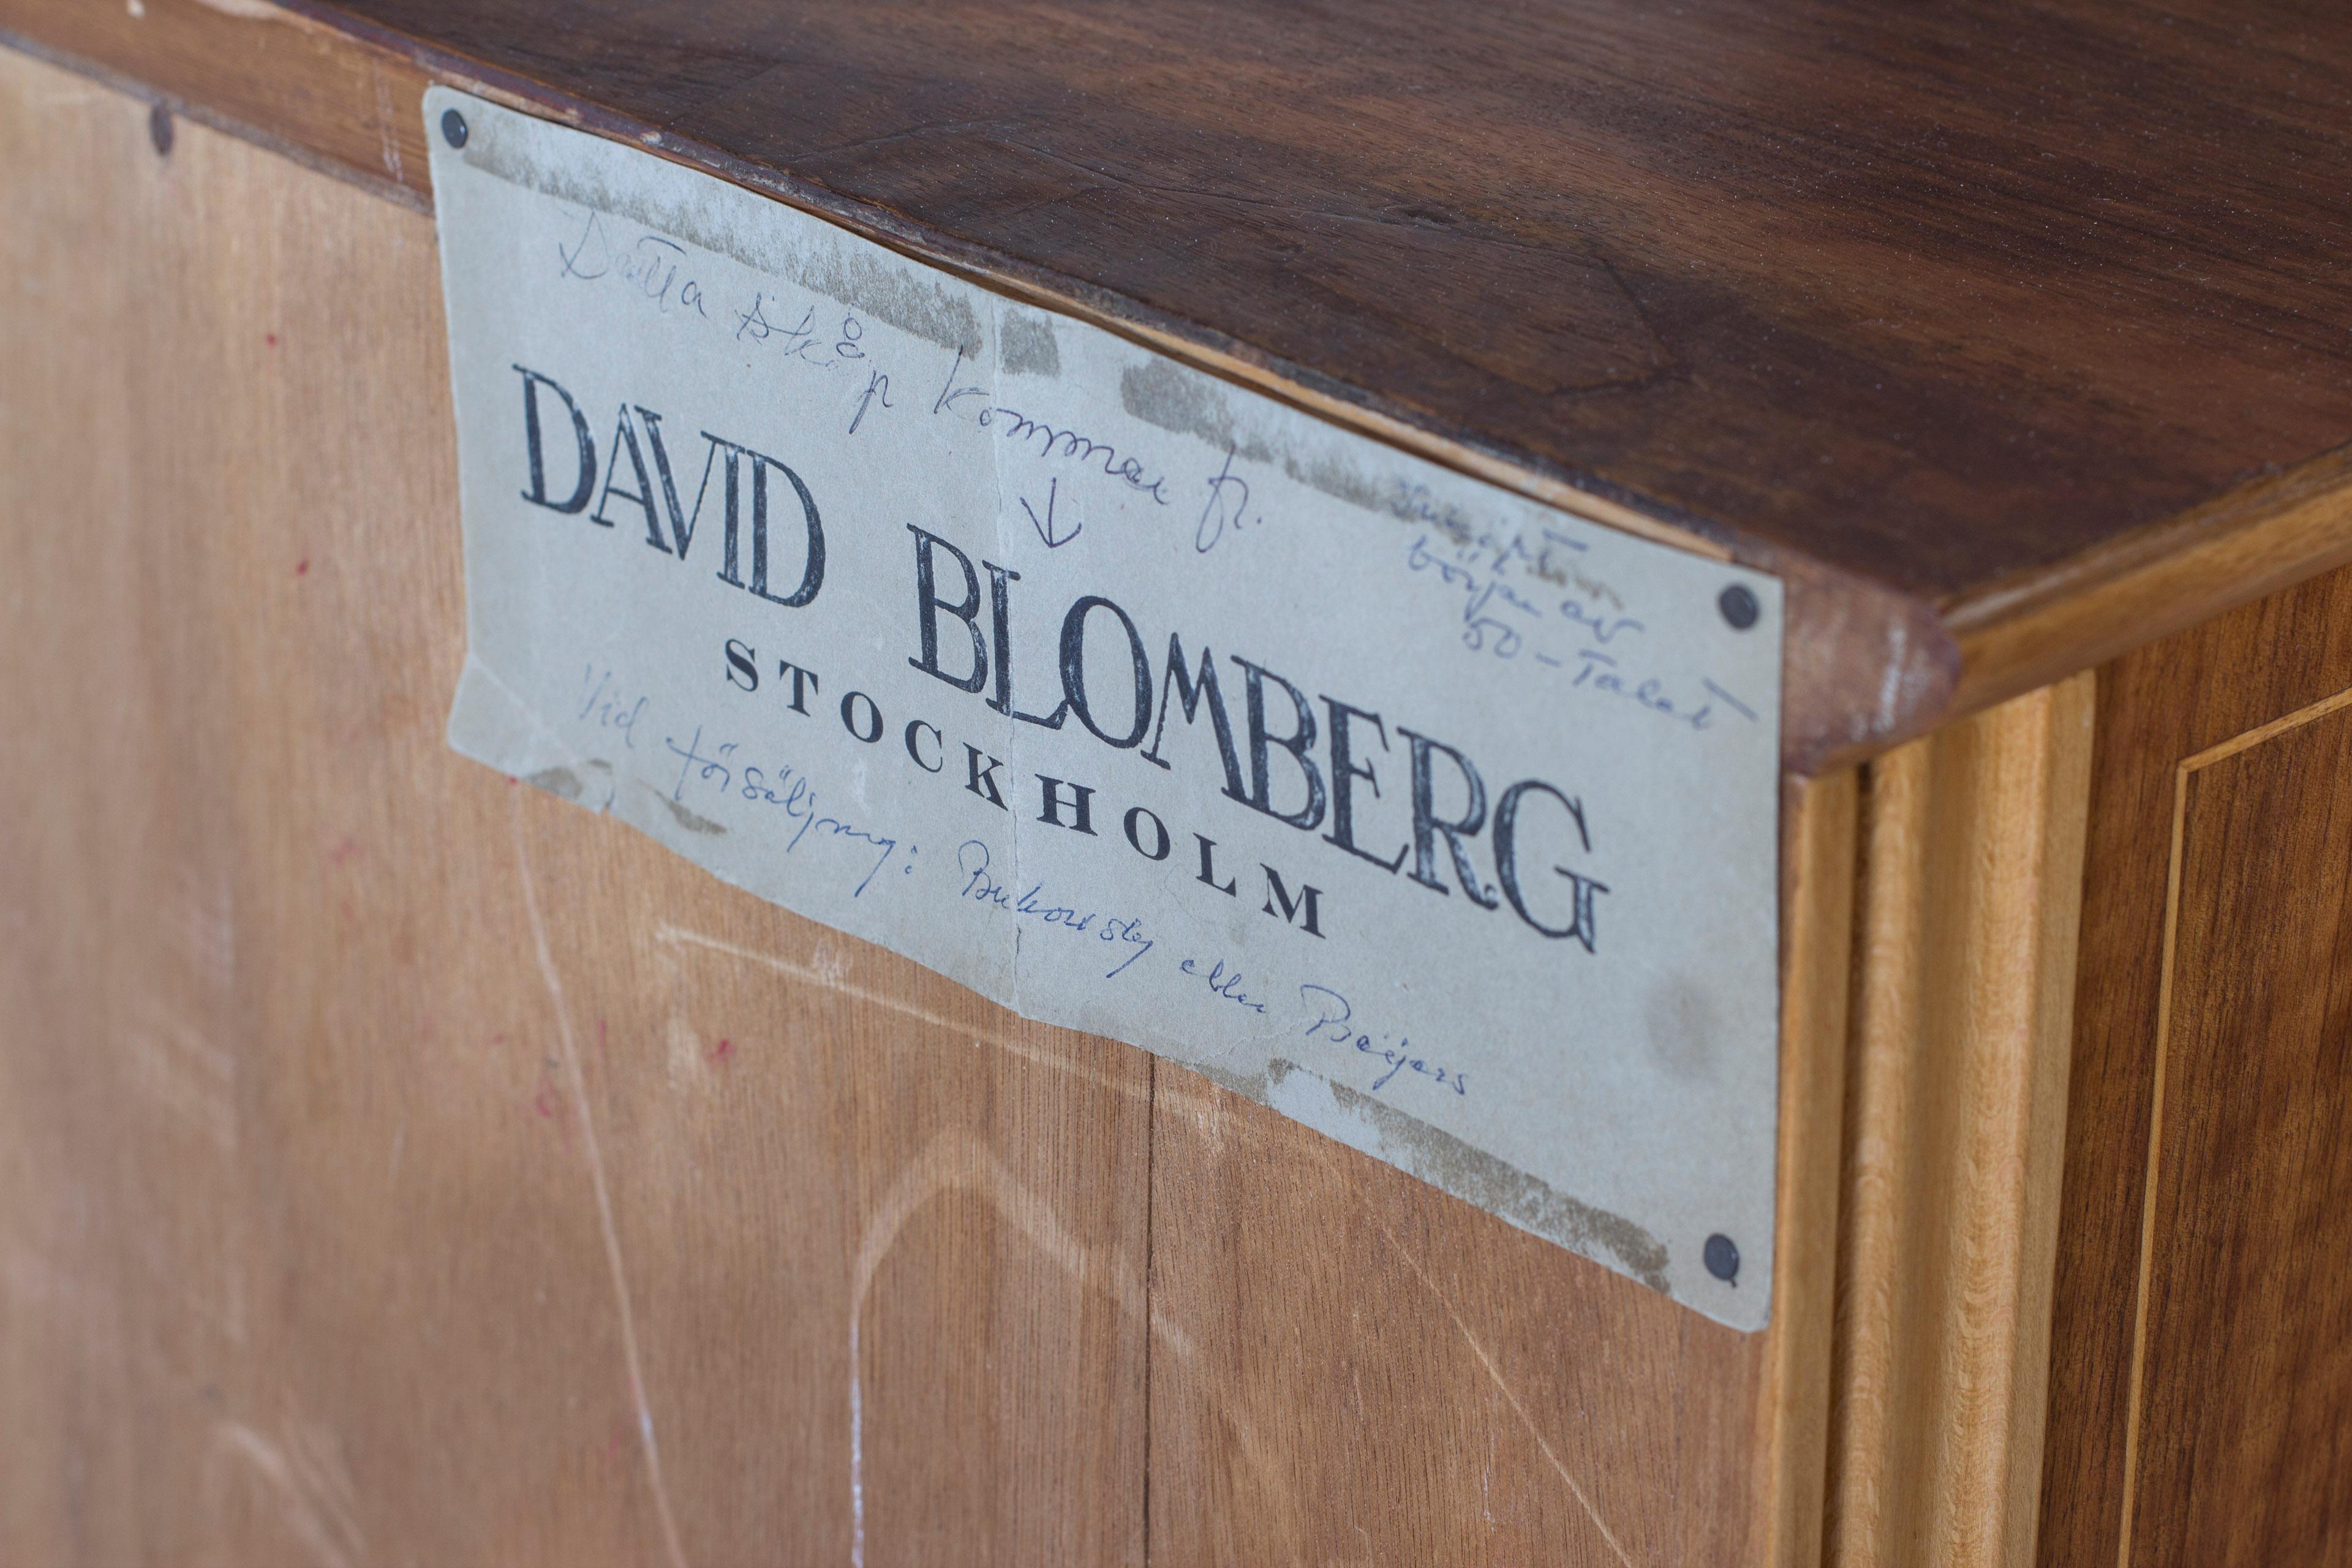 Detta skåp kommer fr.
början av
50-Talet
DAVID BLOMBERG
STOCKHOLM
Vid försäljning: Bukowsky eller Beijers